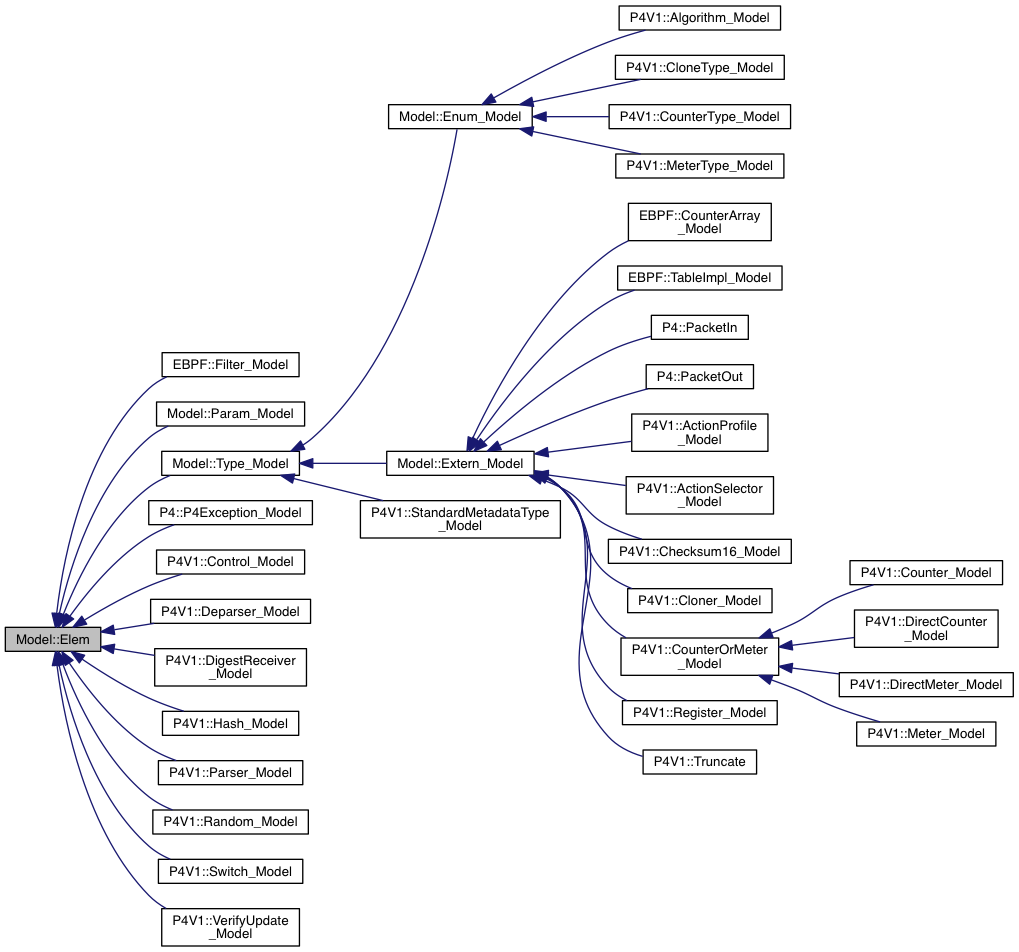 P4V1::Algorithm_Model
P4V1::CloneType_Model
Model::Enum_Model
P4V1::CounterType_Model
P4V1::MeterType_Model
EBPF::CounterArray
_Model
EBPF::TableImpl_Model
P4::PacketIn
EBPF::Filter_Model
P4::PacketOut
Model::Param_Model
P4V1::ActionProfile
_Model
Model::Type_Model
Model::Extern_Model
P4V1::ActionSelector
_Model
P4::P4Exception_Model
P4V1::StandardMetadataType
_Model
P4V1::Control_Model
P4V1::Checksum16_Model
P4V1::Counter_Model
P4V1::Deparser_Model
P4V1::Cloner_Model
P4V1::DirectCounter
_Model
Model::Elem
P4V1::DigestReceiver
_Model
P4V1::CounterOrMeter
_Model
P4V1::DirectMeter_Model
P4V1::Hash_Model
P4V1::Register_Model
P4V1::Meter_Model
P4V1::Parser_Model
P4V1::Truncate
P4V1::Random_Model
P4V1::Switch_Model
P4V1::VerifyUpdate
_Model